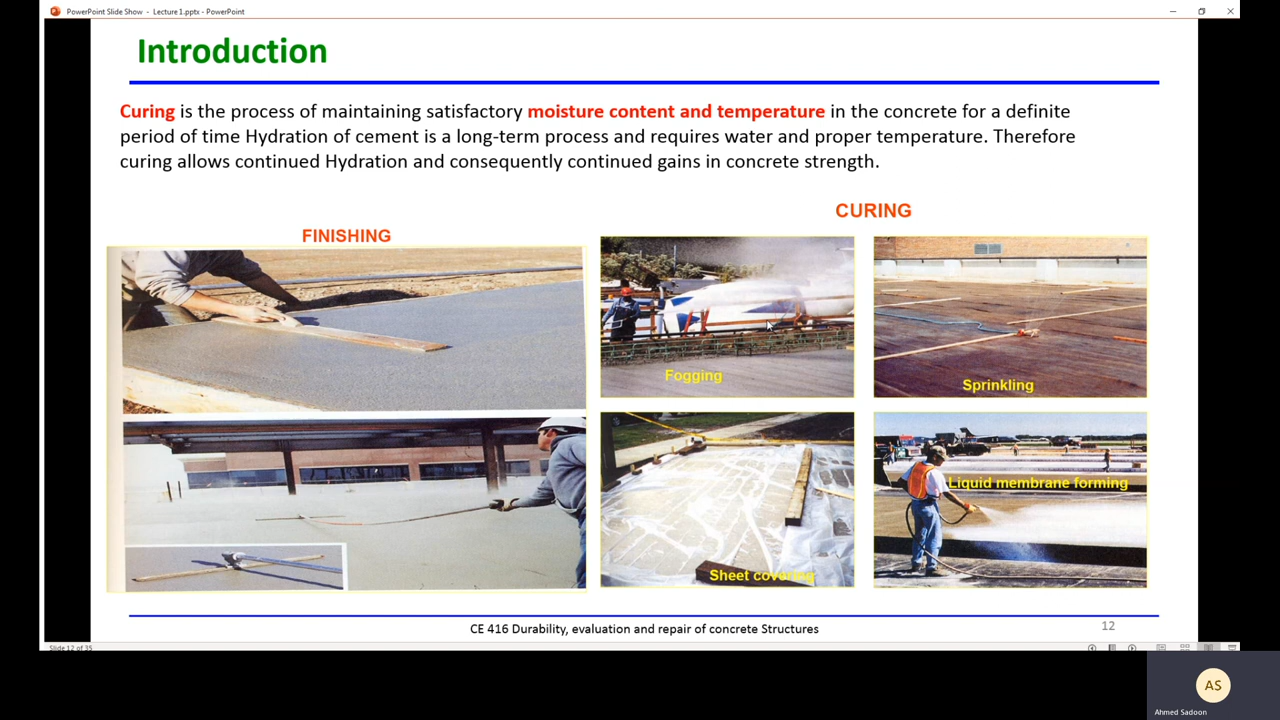 PowerPoint Slide Show - Lecture 1.pptx - PowerPoint
Introduction
Curing is the process of maintaining satisfactory moisture content and temperature in the concrete for a definite
period of time Hydration of cement is a long-term process and requires water and proper temperature. Therefore
curing allows continued Hydration and consequently continued gains in concrete strength.
CURING
FINISHING
Fogging
Sprinkling
Liquid membrane forming
Sheet covering
CE 416 Durability, evaluation and repair of concrete Structures
12
Slide 12 of 35
AS
Ahmed Sadoon